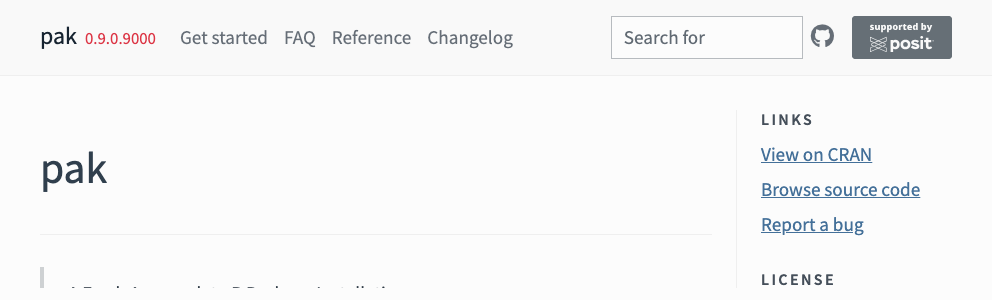 pak 0.9.0.9000 Get started FAQ Reference Changelog Search for supported by posit
pak
LINKS
View on CRAN
Browse source code
Report a bug
LICENSE